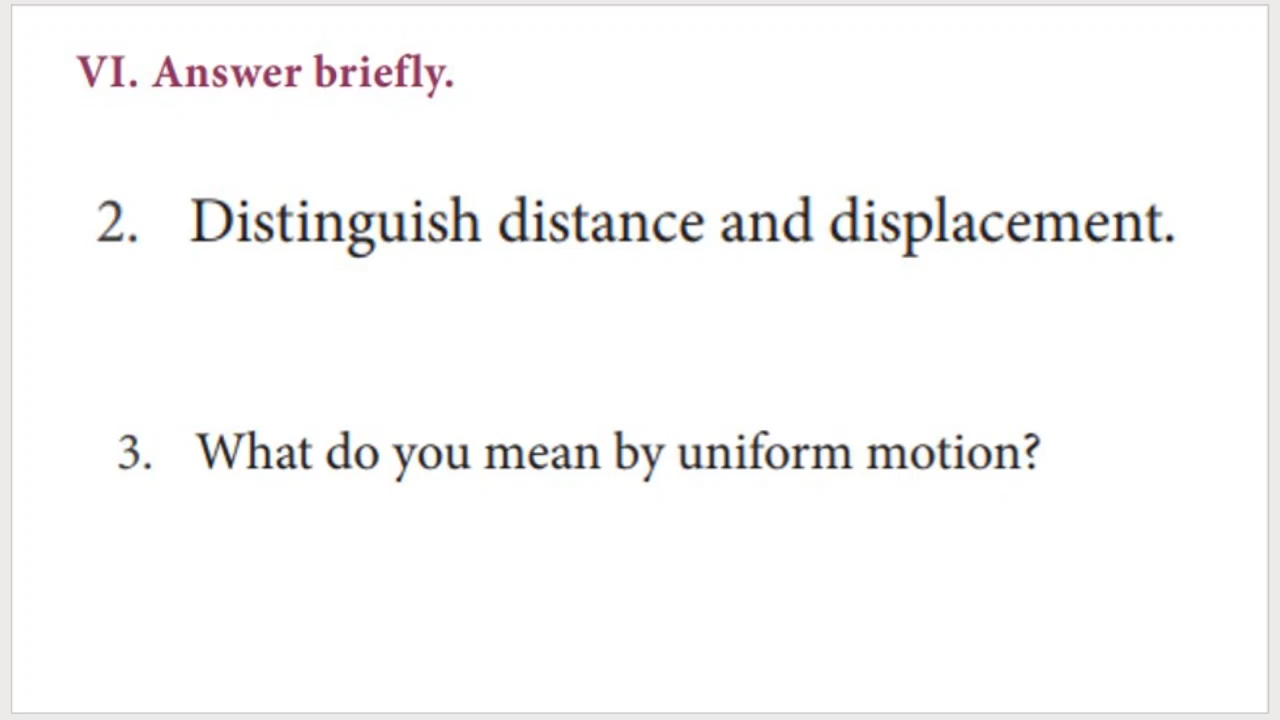 VI. Answer briefly.
2. Distinguish distance and displacement.
3. What do you mean by uniform motion?